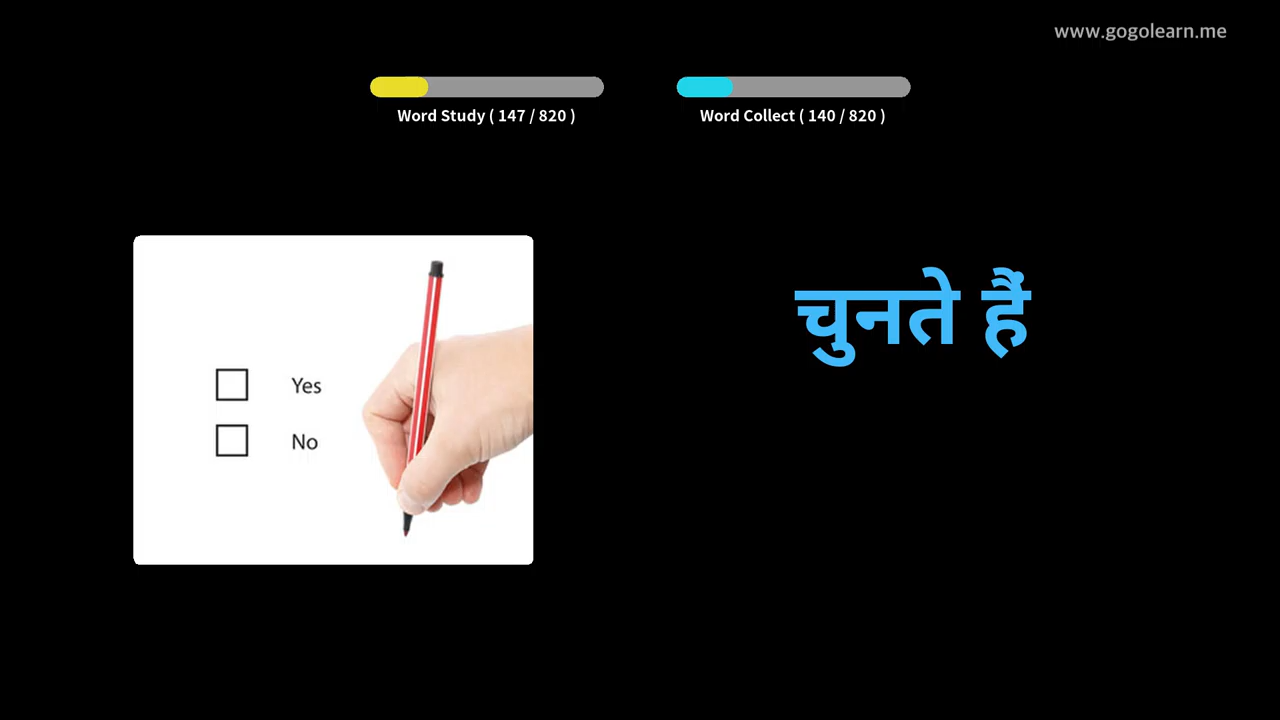 www.gogolearn.me
Word Study ( 147 / 820 )
Word Collect ( 140 / 820 )
चुनते हैं
Yes
No